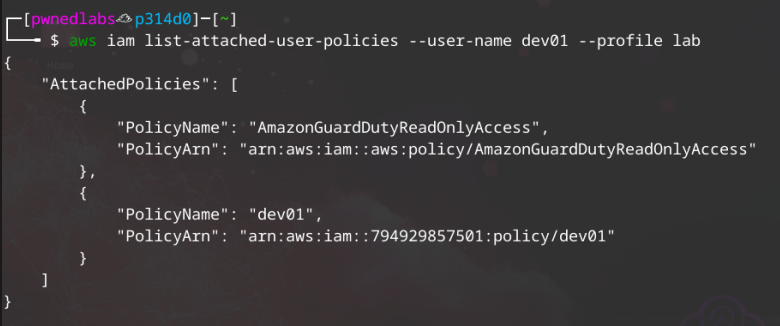 ┌─[pwnedlabs☁p314d0]─[~]
└──╼ $ aws iam list-attached-user-policies --user-name dev01 --profile lab
{
    "AttachedPolicies": [
        {
            "PolicyName": "AmazonGuardDutyReadOnlyAccess",
            "PolicyArn": "arn:aws:iam::aws:policy/AmazonGuardDutyReadOnlyAccess"
        },
        {
            "PolicyName": "dev01",
            "PolicyArn": "arn:aws:iam::794929857501:policy/dev01"
        }
    ]
}